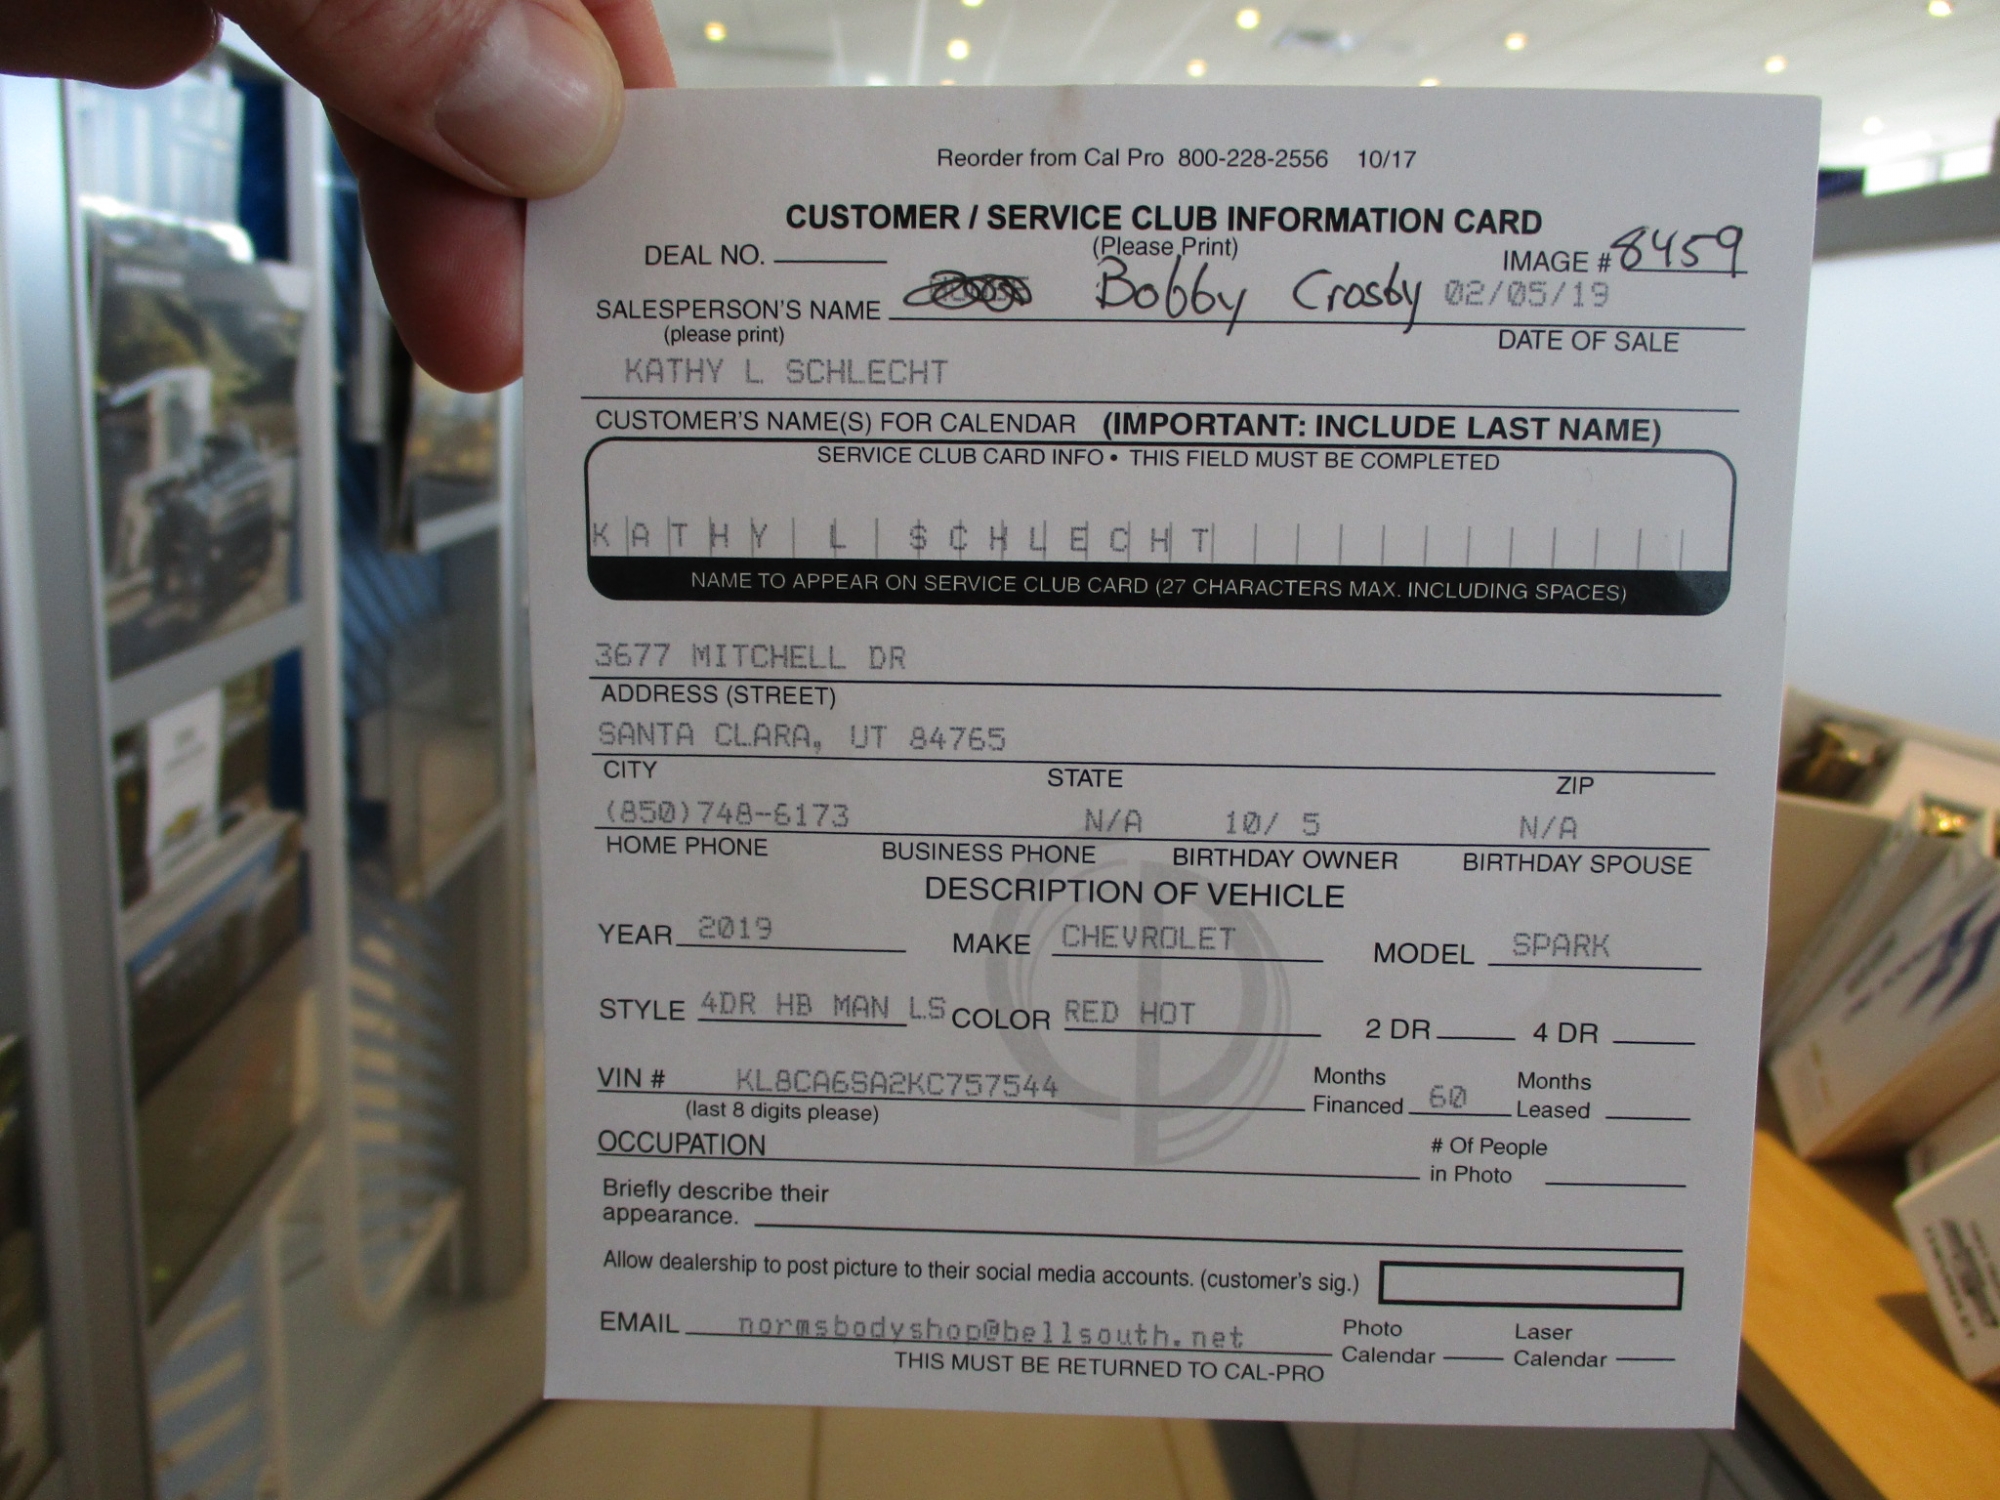 Reorder from Cal Pro 800-228-2556 10/17
CUSTOMER / SERVICE CLUB INFORMATION CARD
(Please Print)
DEAL NO. IMAGE # 8459
SALESPERSON'S NAME Bobby Crosby 02/05/19
(please print) DATE OF SALE
KATHY L SCHLECHT
CUSTOMER'S NAME(S) FOR CALENDAR (IMPORTANT: INCLUDE LAST NAME)
SERVICE CLUB CARD INFO • THIS FIELD MUST BE COMPLETED
KATHY L SCHLECHT
NAME TO APPEAR ON SERVICE CLUB CARD (27 CHARACTERS MAX. INCLUDING SPACES)
3677 MITCHELL DR
ADDRESS (STREET)
SANTA CLARA, UT 84765
CITY STATE ZIP
(850)748-6173 N/A 10/ 5 N/A
HOME PHONE BUSINESS PHONE BIRTHDAY OWNER BIRTHDAY SPOUSE
DESCRIPTION OF VEHICLE
YEAR 2019 MAKE CHEVROLET MODEL SPARK
STYLE 4DR HB MAN LS COLOR RED HOT 2 DR 4 DR
VIN # KL8CA6SA2KC757544 Months Financed 60 Months Leased
(last 8 digits please)
OCCUPATION # Of People in Photo
Briefly describe their
appearance.
Allow dealership to post picture to their social media accounts. (customer's sig.)
EMAIL normsbodyshop@bellsouth.net Photo Calendar Laser Calendar
THIS MUST BE RETURNED TO CAL-PRO